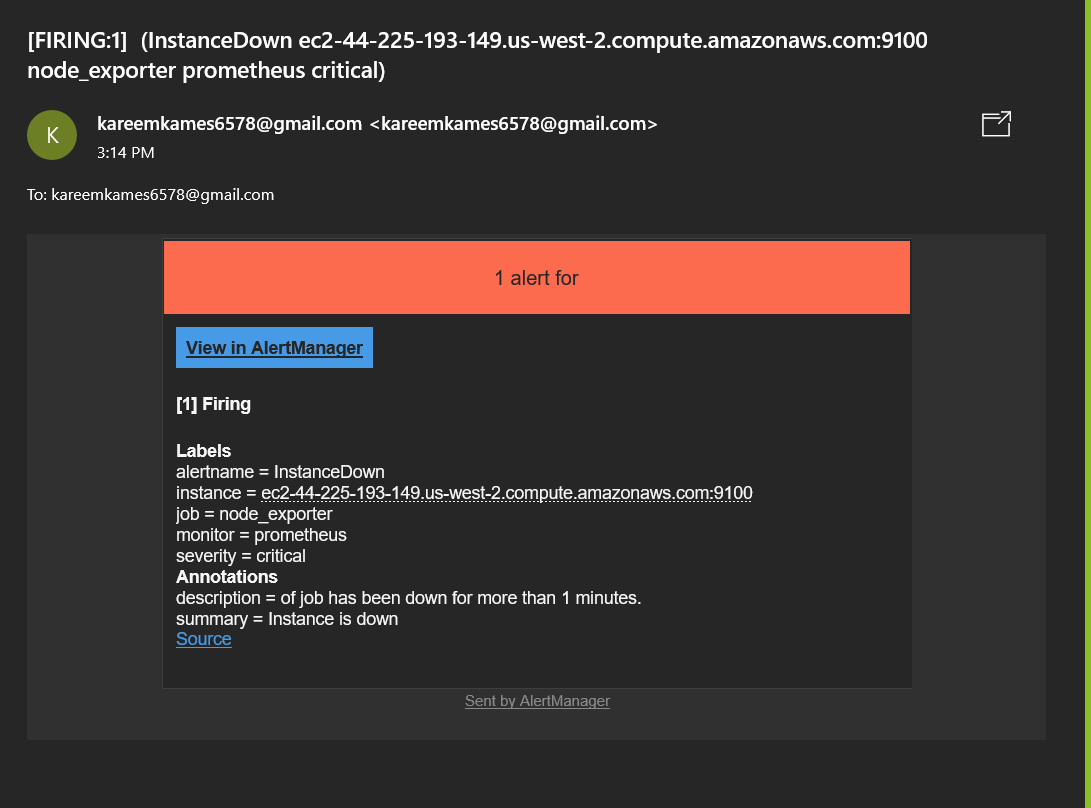 [FIRING:1]  (InstanceDown ec2-44-225-193-149.us-west-2.compute.amazonaws.com:9100
node_exporter prometheus critical)
K
kareemkames6578@gmail.com <kareemkames6578@gmail.com>
3:14 PM
To: kareemkames6578@gmail.com
1 alert for
View in AlertManager
[1] Firing
Labels
alertname = InstanceDown
instance = ec2-44-225-193-149.us-west-2.compute.amazonaws.com:9100
job = node_exporter
monitor = prometheus
severity = critical
Annotations
description = of job has been down for more than 1 minutes.
summary = Instance is down
Source
Sent by AlertManager